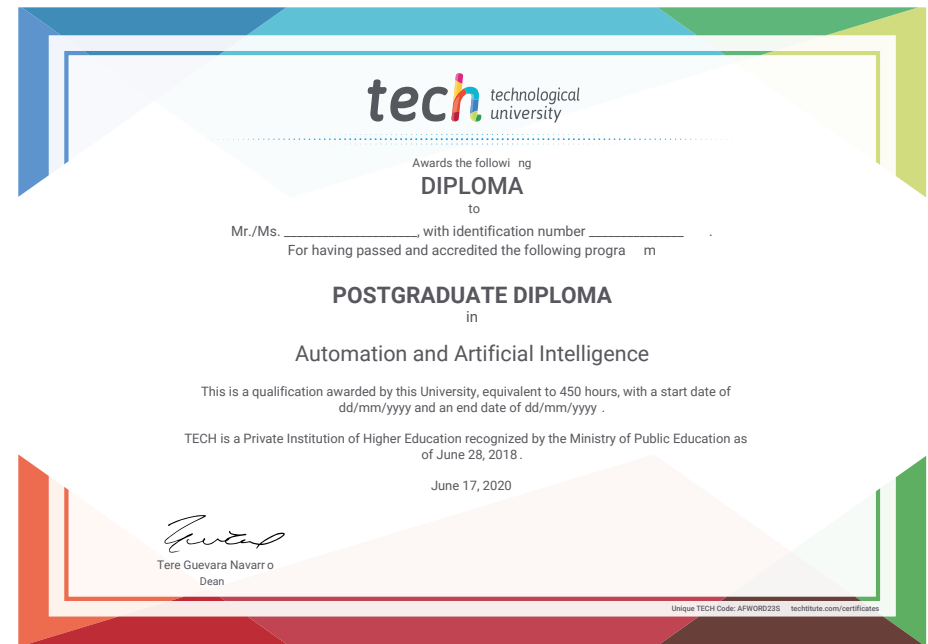 tech technological
university
Awards the followi ng
DIPLOMA
to
Mr./Ms. ____________________, with identification number ______________ .
For having passed and accredited the following progra m
POSTGRADUATE DIPLOMA
in
Automation and Artificial Intelligence
This is a qualification awarded by this University, equivalent to 450 hours, with a start date of
dd/mm/yyyy and an end date of dd/mm/yyyy .
TECH is a Private Institution of Higher Education recognized by the Ministry of Public Education as
of June 28, 2018 .
June 17, 2020
Tere Guevara Navarr o
Dean
Unique TECH Code: AFWORD23S techtitute.com/certificates